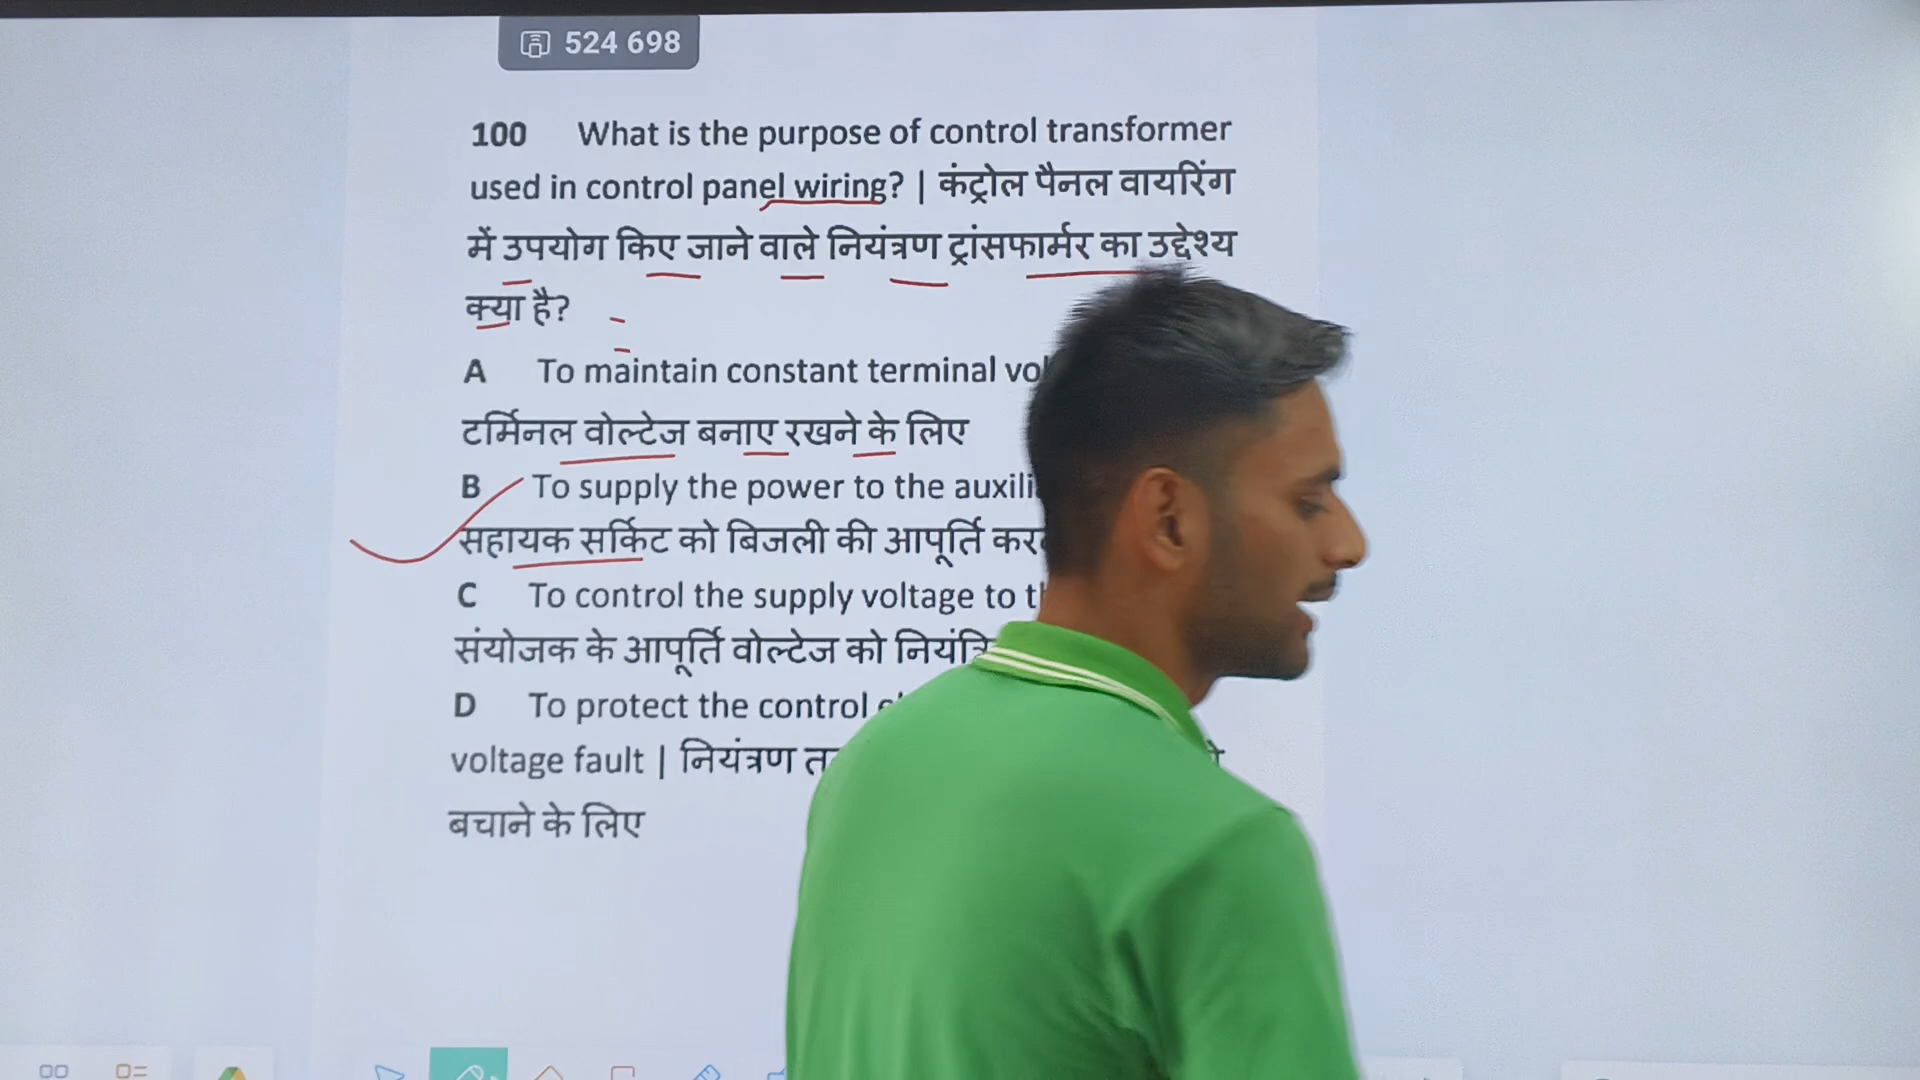 524 698
100 What is the purpose of control transformer
used in control panel wiring? | कंट्रोल पैनल वायरिंग
में उपयोग किए जाने वाले नियंत्रण ट्रांसफार्मर का उद्देश्य
क्या है?
A To maintain constant terminal
टर्मिनल वोल्टेज बनाए रखने के लिए
B To supply the power to the
सहायक सर्किट को बिजली की आपूर्ति
C To control the supply voltage to
संयोजक के आपूर्ति वोल्टेज को
D To protect the control
voltage fault | नियंत्रण
बचाने के लिए